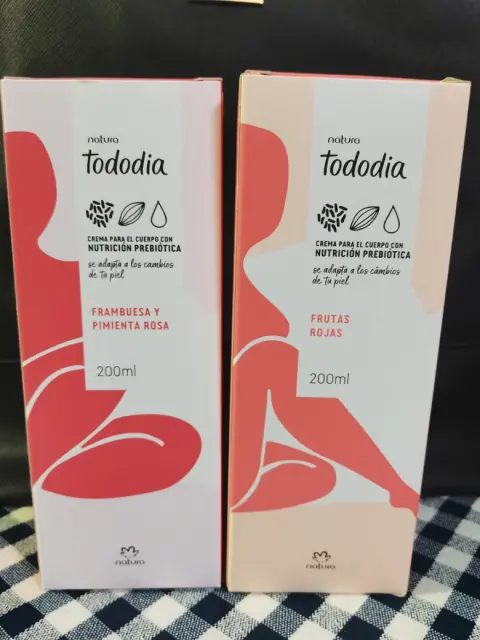 natura
tododia
CREMA PARA EL CUERPO CON
NUTRICIÓN PREBIÓTICA
se adapta a los cambios
de tu piel
FRAMBUESA Y
PIMIENTA ROSA
200ml
natura
natura
tododia
CREMA PARA EL CUERPO CON
NUTRICIÓN PREBIÓTICA
se adapta a los cambios
de tu piel
FRUTAS
ROJAS
200ml
natura